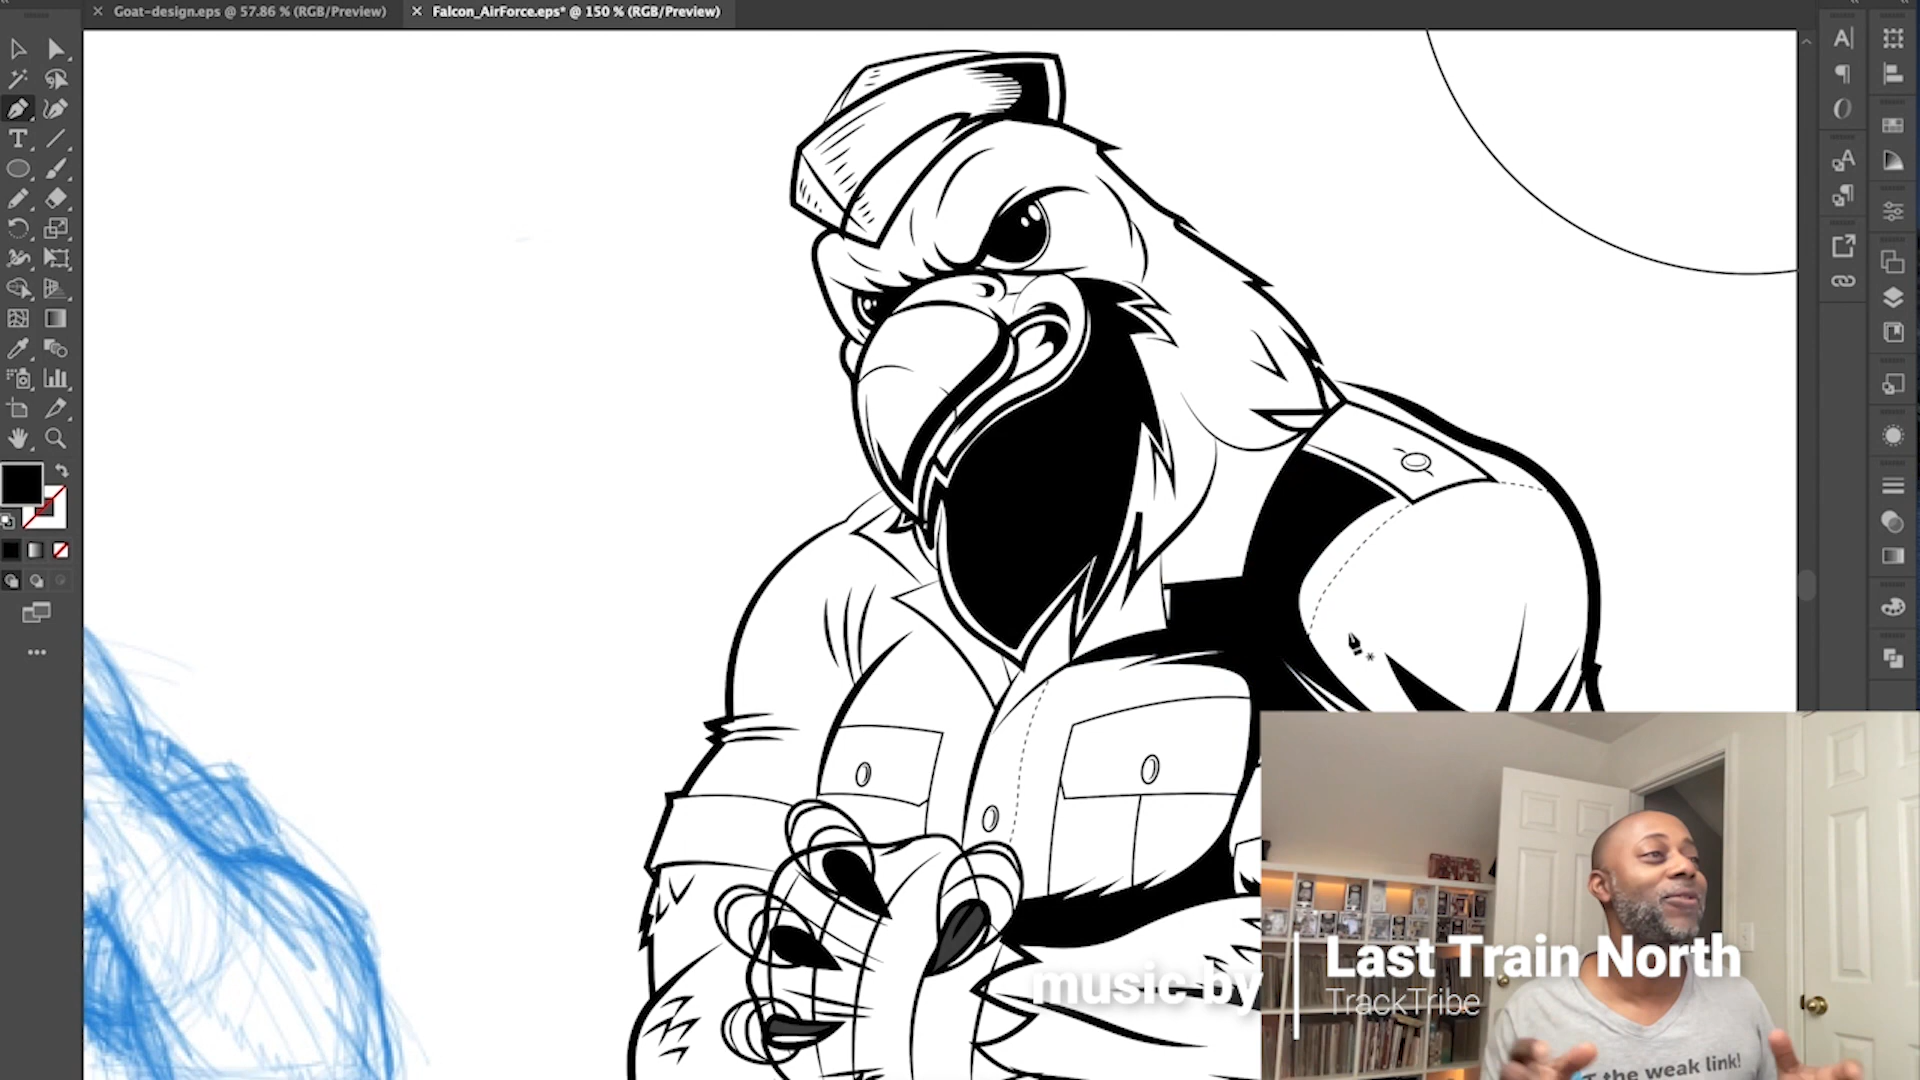 Goat-design.eps @ 57.86 % (RGB/Preview)
Falcon_AirForce.eps* @ 150 % (RGB/Preview)
music by
Last Train North
TrackTribe
the weak link!